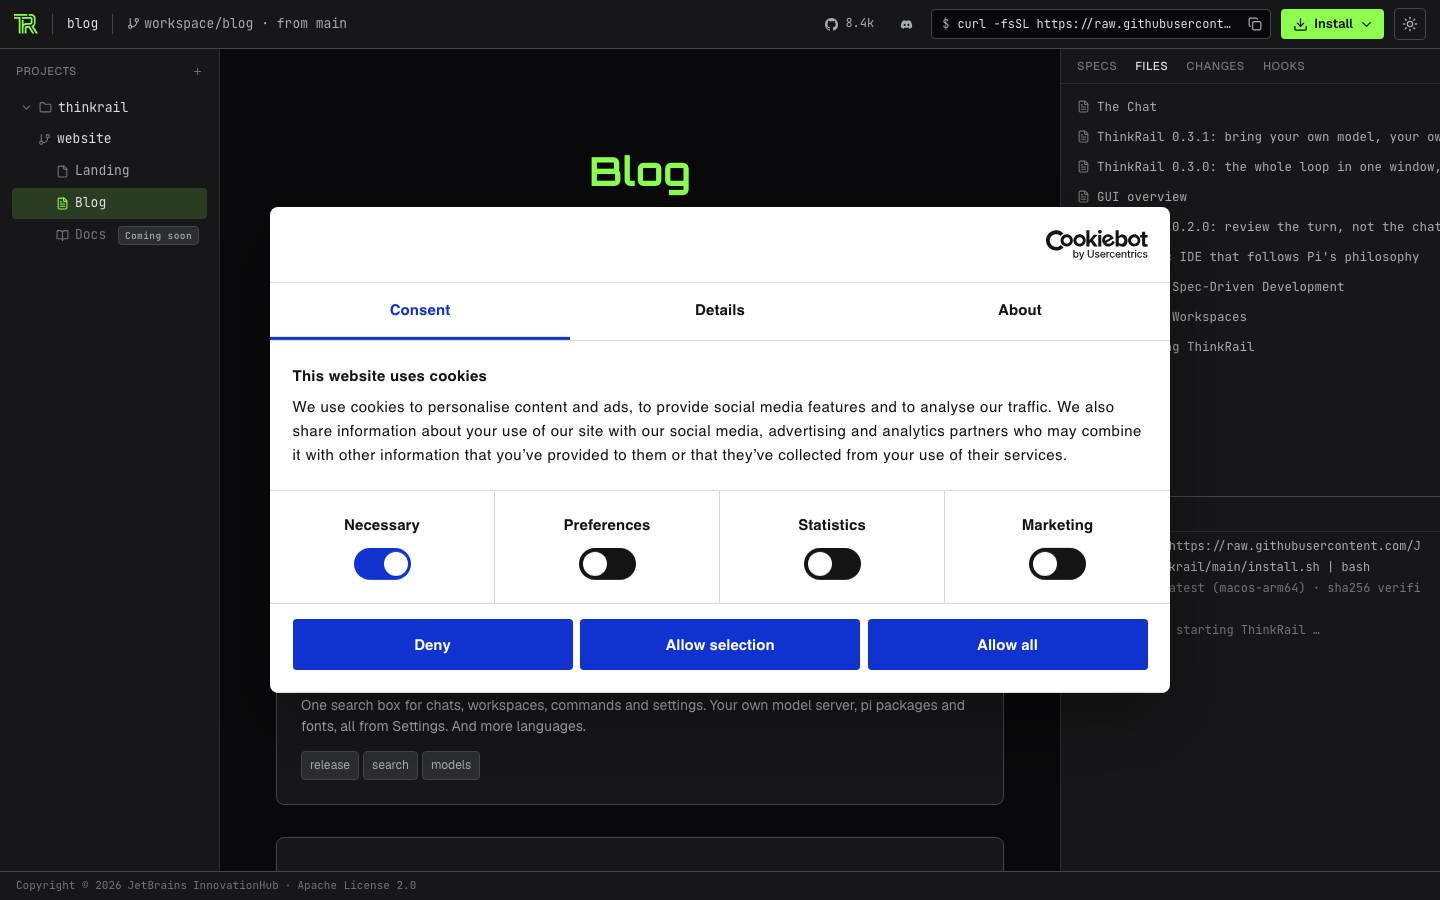 blog
workspace/blog · from main
8.4k
$ curl -fsSL https://raw.githubusercont…
Install
PROJECTS
thinkrail
website
Landing
Blog
Docs
Coming soon
Blog
SPECS
FILES
CHANGES
HOOKS
The Chat
ThinkRail 0.3.1: bring your own model, your ow
ThinkRail 0.3.0: the whole loop in one window,
GUI overview
0.2.0: review the turn, not the chat
IDE that follows Pi's philosophy
Spec-Driven Development
Workspaces
ThinkRail
https://raw.githubusercontent.com/J
krail/main/install.sh | bash
atest (macos-arm64) · sha256 verifi
starting ThinkRail …
Cookiebot
by Usercentrics
Consent
Details
About
This website uses cookies
We use cookies to personalise content and ads, to provide social media features and to analyse our traffic. We also
share information about your use of our site with our social media, advertising and analytics partners who may combine
it with other information that you’ve provided to them or that they’ve collected from your use of their services.
Necessary
Preferences
Statistics
Marketing
Deny
Allow selection
Allow all
One search box for chats, workspaces, commands and settings. Your own model server, pi packages and
fonts, all from Settings. And more languages.
release
search
models
Copyright © 2026 JetBrains InnovationHub · Apache License 2.0